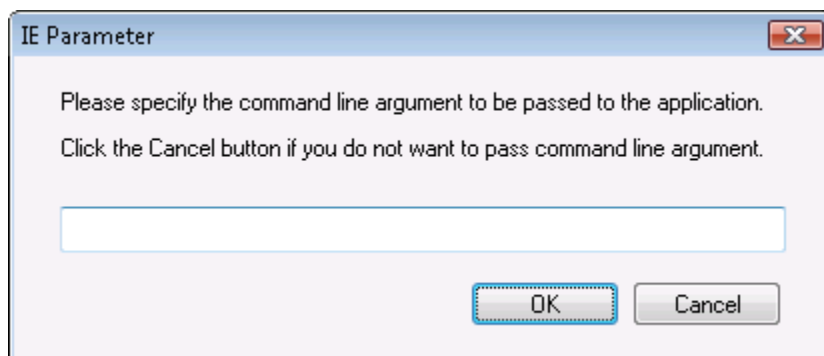 IE Parameter
Please specify the command line argument to be passed to the application.
Click the Cancel button if you do not want to pass command line argument.
OK
Cancel